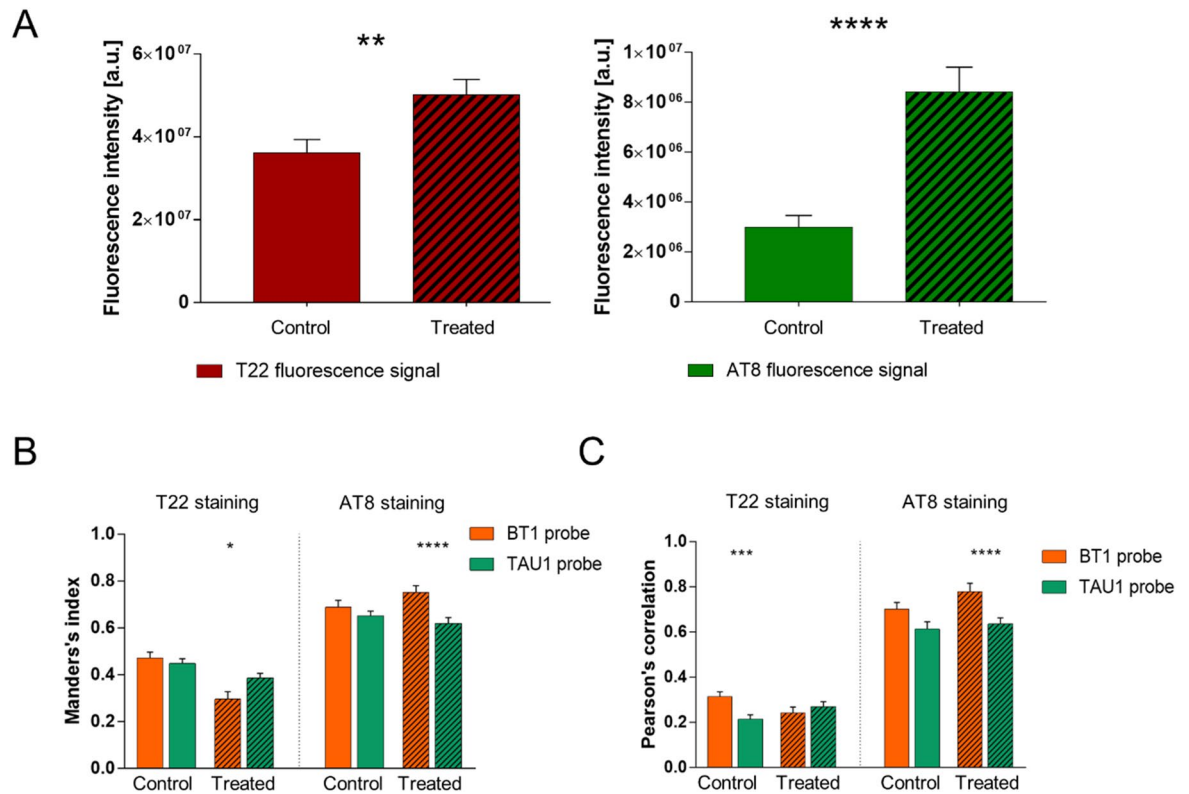 A
Fluorescence intensity [a.u.]
6×10⁰⁷
4×10⁰⁷
2×10⁰⁷
0
**
Control Treated
T22 fluorescence signal
Fluorescence intensity [a.u.]
1×10⁰⁷
8×10⁰⁶
6×10⁰⁶
4×10⁰⁶
2×10⁰⁶
0
****
Control Treated
AT8 fluorescence signal
B
T22 staining AT8 staining
Manders's index
1.0
0.8
0.6
0.4
0.2
0.0
* ****
Control Treated Control Treated
BT1 probe
TAU1 probe
C
T22 staining AT8 staining
Pearson's correlation
1.0
0.8
0.6
0.4
0.2
0.0
*** ****
Control Treated Control Treated
BT1 probe
TAU1 probe